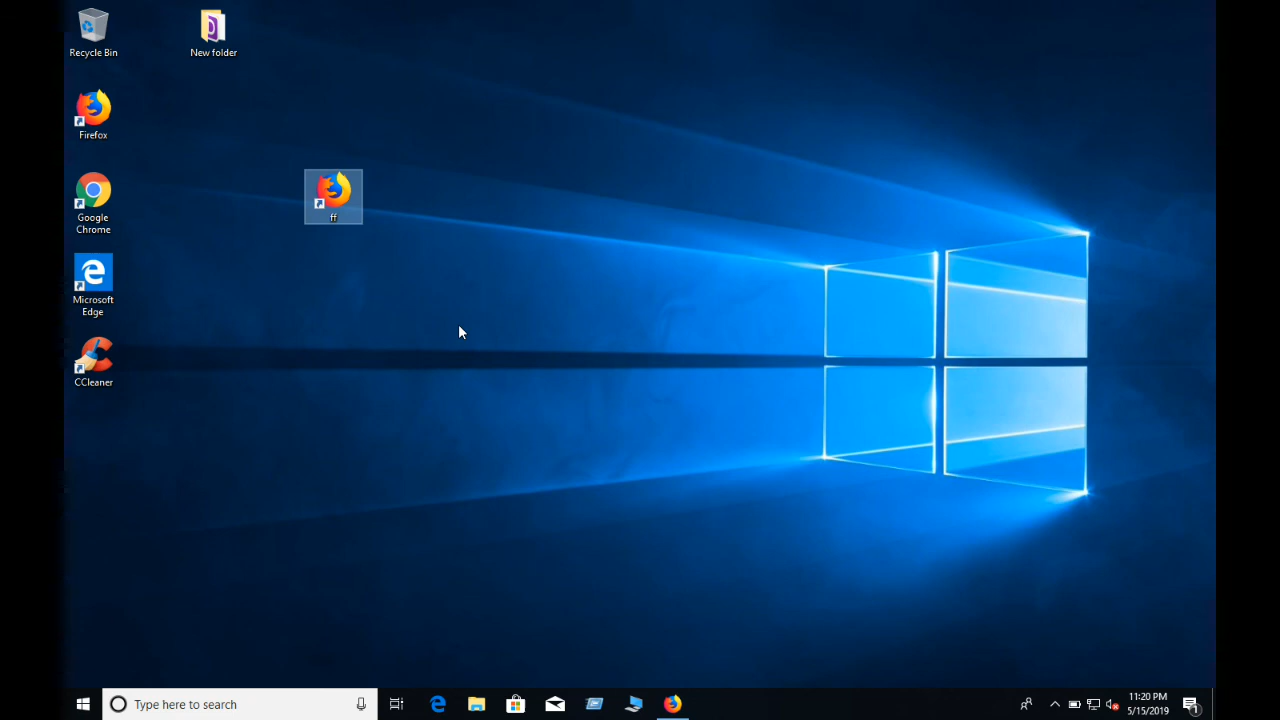 Recycle Bin
New folder
Firefox
ff
Google
Chrome
Microsoft
Edge
CCleaner
Type here to search
11:20 PM
5/15/2019
1